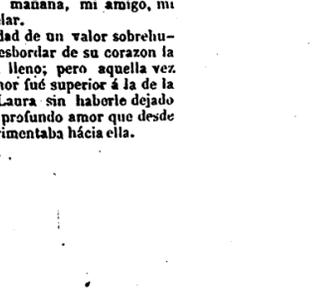 mañana, mi amigo, mi
lar.
dad de un valor sobrehu-
esbordar de su corazon la
lleno; pero aquella vez
nor fué superior á la de la
Laura sin haberle dejado
profundo amor que desde
rimentaba hácia ella.